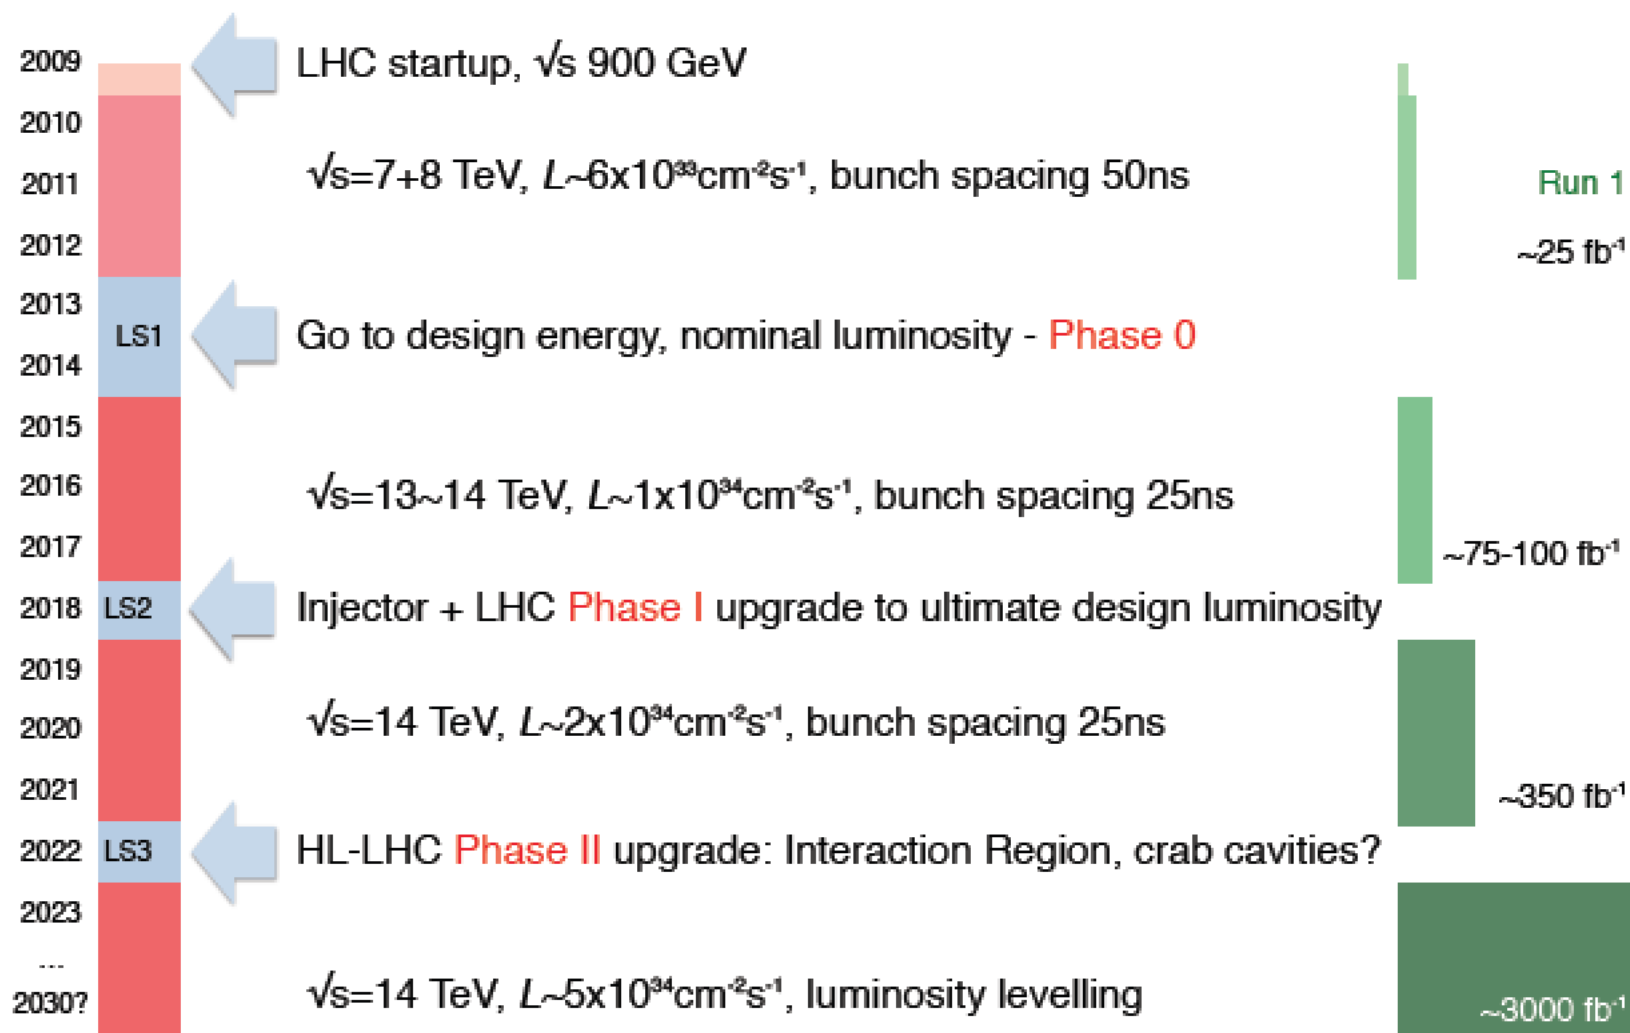 2009 LHC startup, √s 900 GeV
2010
√s=7+8 TeV, L~6x10³³cm⁻²s⁻¹, bunch spacing 50ns
2011 Run 1
2012 ~25 fb⁻¹
2013
LS1 Go to design energy, nominal luminosity - Phase 0
2014
2015
2016 √s=13~14 TeV, L~1x10³⁴cm⁻²s⁻¹, bunch spacing 25ns
2017 ~75-100 fb⁻¹
2018 LS2 Injector + LHC Phase I upgrade to ultimate design luminosity
2019
2020 √s=14 TeV, L~2x10³⁴cm⁻²s⁻¹, bunch spacing 25ns
2021 ~350 fb⁻¹
2022 LS3 HL-LHC Phase II upgrade: Interaction Region, crab cavities?
2023
...
2030? √s=14 TeV, L~5x10³⁴cm⁻²s⁻¹, luminosity levelling ~3000 fb⁻¹